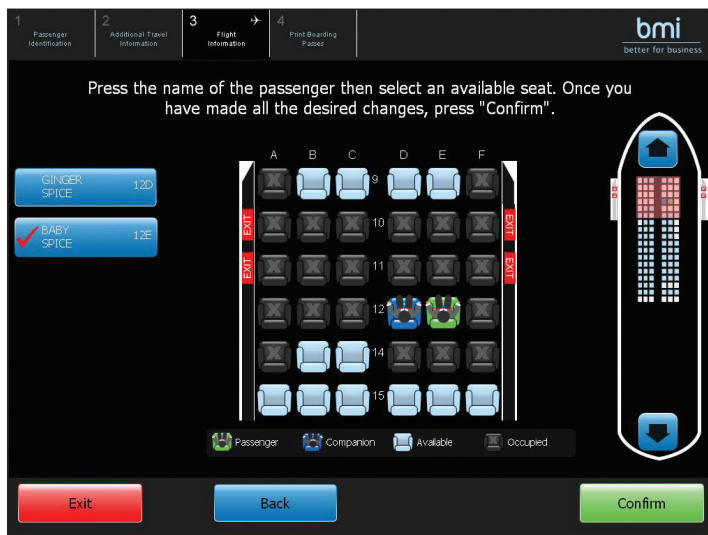 1
Passenger
Identification
2
Additional Travel
Information
3
Flight
Information
4
Print Boarding
Passes
bmi
better for business
Press the name of the passenger then select an available seat. Once you
have made all the desired changes, press "Confirm".
A B C D E F
GINGER
SPICE
12D
BABY
SPICE
12E
9
EXIT 10 EXIT
EXIT 11 EXIT
12
14
15
Passenger Companion Available X Occupied
Exit Back Confirm